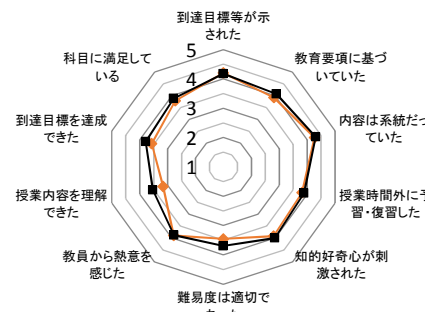 到達目標等が示
された
教育要項に基づ
いていた
内容は系統だっ
ていた
授業時間外に予
習・復習した
知的好奇心が刺
激された
難易度は適切で
教員から熱意を
感じた
授業内容を理解
できた
到達目標を達成
できた
科目に満足して
いる
5
4
3
2
1